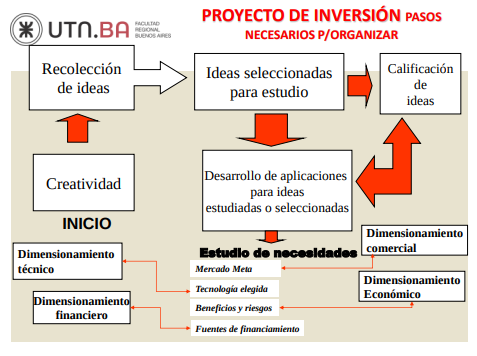 UTN.BA
FACULTAD
REGIONAL
BUENOS AIRES
PROYECTO DE INVERSIÓN PASOS
NECESARIOS P/ORGANIZAR
Recolección
de ideas
Ideas seleccionadas
para estudio
Calificación
de
ideas
Creatividad
INICIO
Desarrollo de aplicaciones
para ideas
estudiadas o seleccionadas
Estudio de necesidades
Dimensionamiento
técnico
Dimensionamiento
financiero
Mercado Meta
Tecnología elegida
Beneficios y riesgos
Fuentes de financiamiento
Dimensionamiento
comercial
Dimensionamiento
Económico